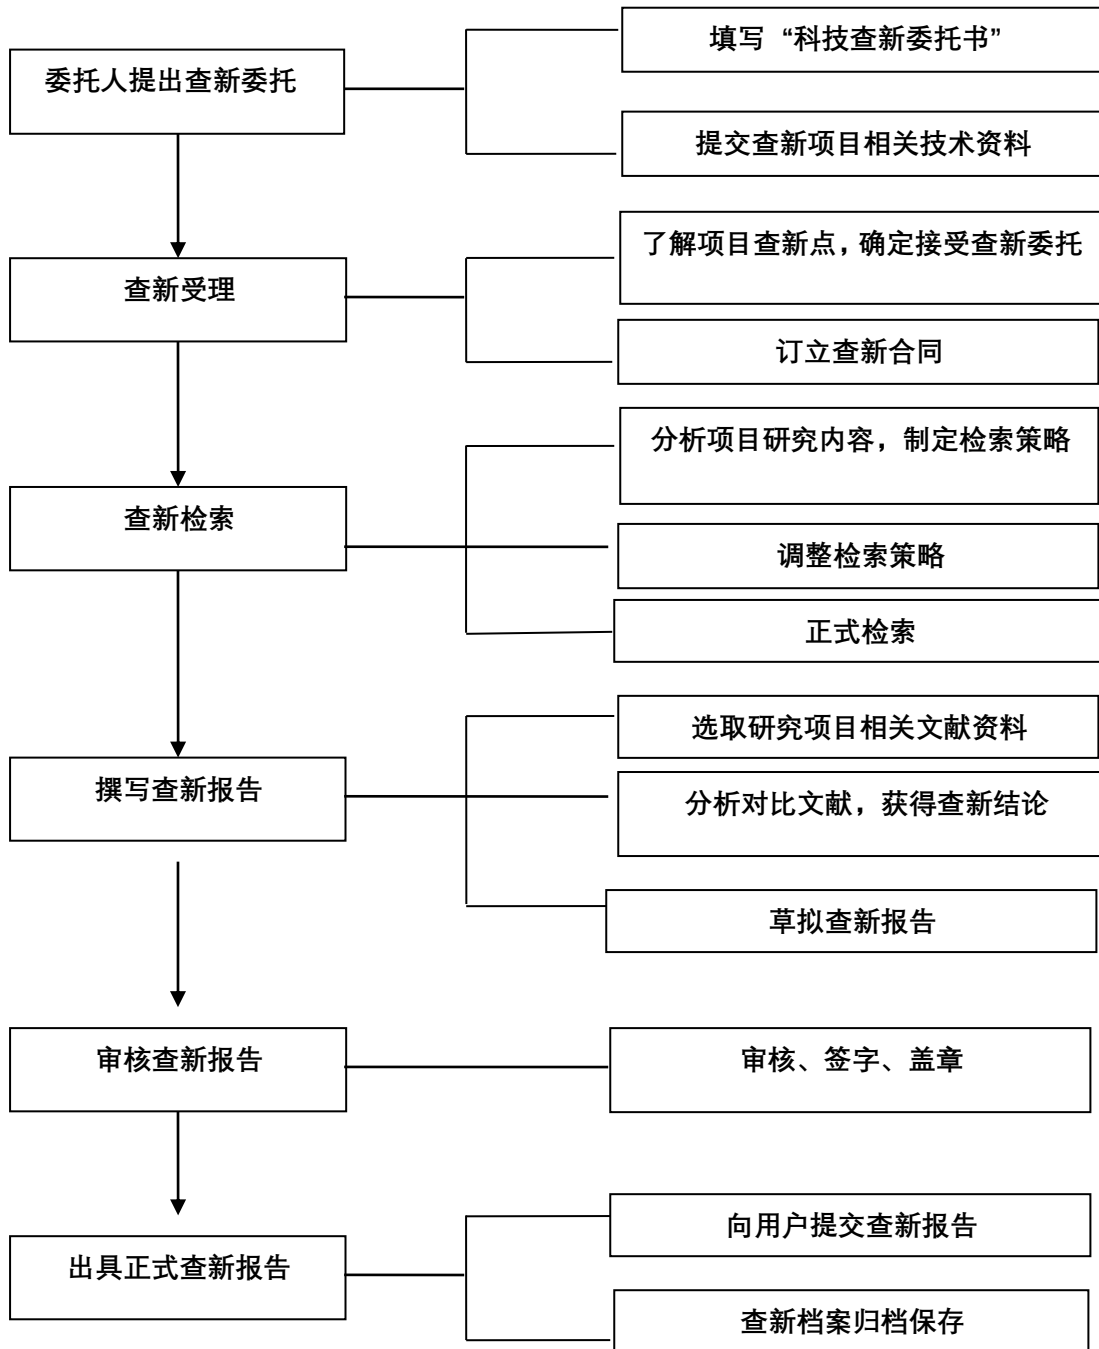 填写 “科技查新委托书”
委托人提出查新委托
提交查新项目相关技术资料
了解项目查新点，确定接受查新委托
查新受理
订立查新合同
分析项目研究内容，制定检索策略
查新检索
调整检索策略
正式检索
选取研究项目相关文献资料
撰写查新报告
分析对比文献，获得查新结论
草拟查新报告
审核查新报告
审核、签字、盖章
向用户提交查新报告
出具正式查新报告
查新档案归档保存